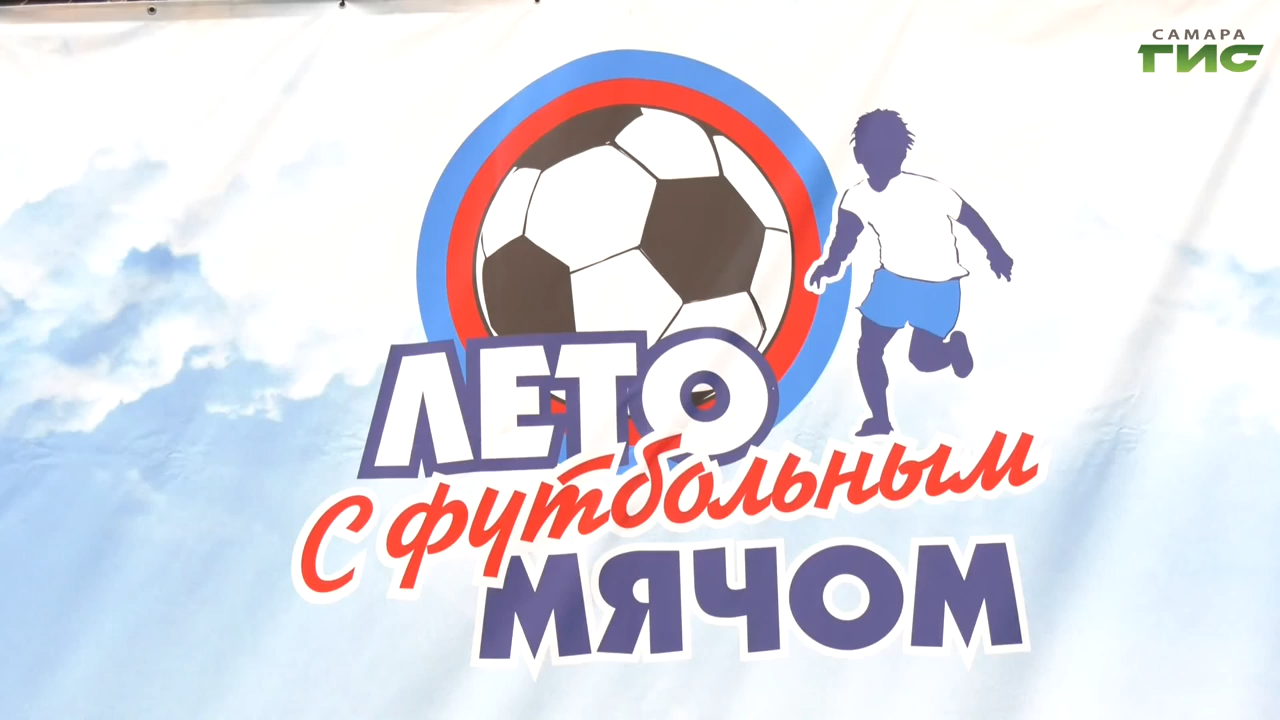 САМАРА
ГИС
ЛЕТО
С футбольным
МЯЧОМ